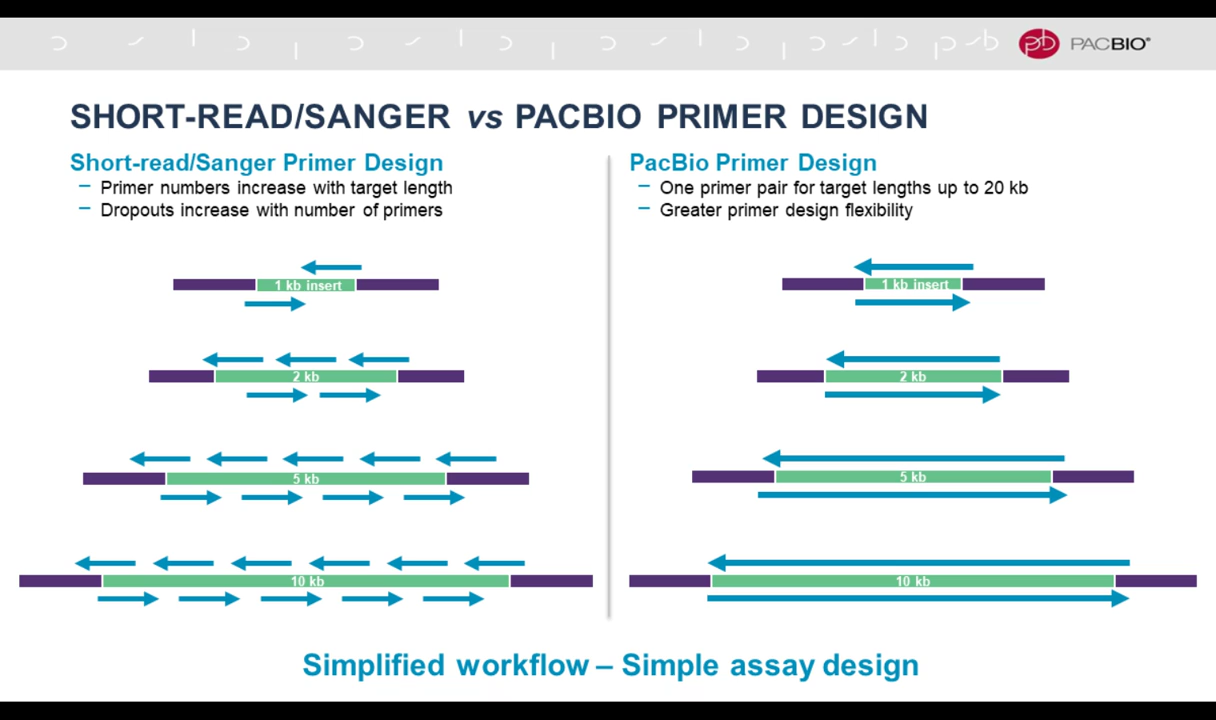 PACBIO®
SHORT-READ/SANGER vs PACBIO PRIMER DESIGN
Short-read/Sanger Primer Design
– Primer numbers increase with target length
– Dropouts increase with number of primers
1 kb insert
2 kb
5 kb
10 kb
PacBio Primer Design
– One primer pair for target lengths up to 20 kb
– Greater primer design flexibility
1 kb insert
2 kb
5 kb
10 kb
Simplified workflow – Simple assay design